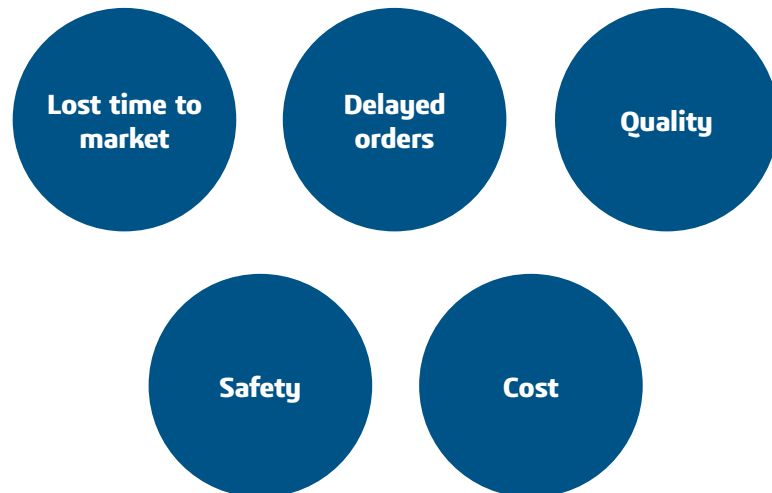 Lost time to
market
Delayed
orders
Quality
Safety
Cost